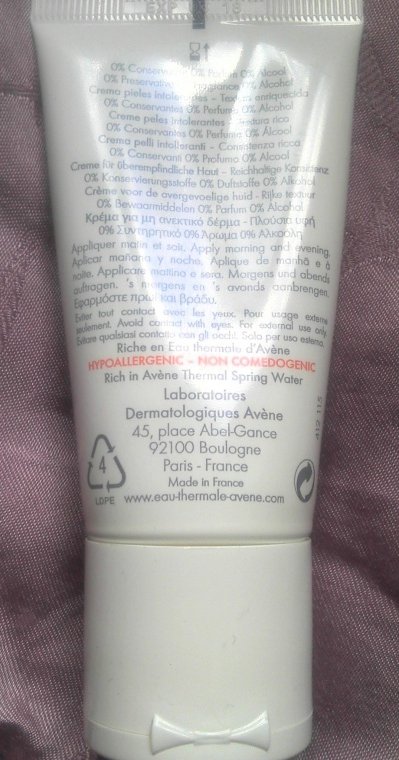 EXP 15
0% Conservateur 0% Parfum 0% Alcool
0% Preservative 0% Fragrance 0% Alcohol
Crema pieles intolerantes - Textura enriquecida
0% Conservantes 0% Perfume 0% Alcohol
Creme peles intolerantes - Textura rica
0% Conservantes 0% Perfume 0% Álcool
Crema pelli intolleranti - Consistenza ricca
0% Conservanti 0% Profumo 0% Alcool
Creme für überempfindliche Haut - Reichhaltige Konsistenz
0% Konservierungsstoffe 0% Duftstoffe 0% Alkohol
Crème voor de overgevoelige huid - Rijke textuur
0% Bewaarmiddelen 0% Parfum 0% Alcohol
Κρέμα για μη ανεκτικό δέρμα - Πλούσια υφή
0% Συντηρητικό 0% Άρωμα 0% Αλκοόλη
Appliquer matin et soir. Apply morning and evening.
Aplicar mañana y noche. Aplique de manhã e à
noite. Applicare mattina e sera. Morgens und abends
auftragen. 's morgens en 's avonds aanbrengen.
Εφαρμόστε πρωί και βράδυ.
Eviter tout contact avec les yeux. Pour usage externe
seulement. Avoid contact with eyes. For external use only.
Evitare qualsiasi contatto con gli occhi. Solo per uso esterno.
Riche en Eau thermale d'Avène
HYPOALLERGENIC - NON COMEDOGENIC
Rich in Avène Thermal Spring Water
Laboratoires
Dermatologiques Avène
45, place Abel-Gance
92100 Boulogne
Paris - France
Made in France
www.eau-thermale-avene.com
4
LDPE
412 115